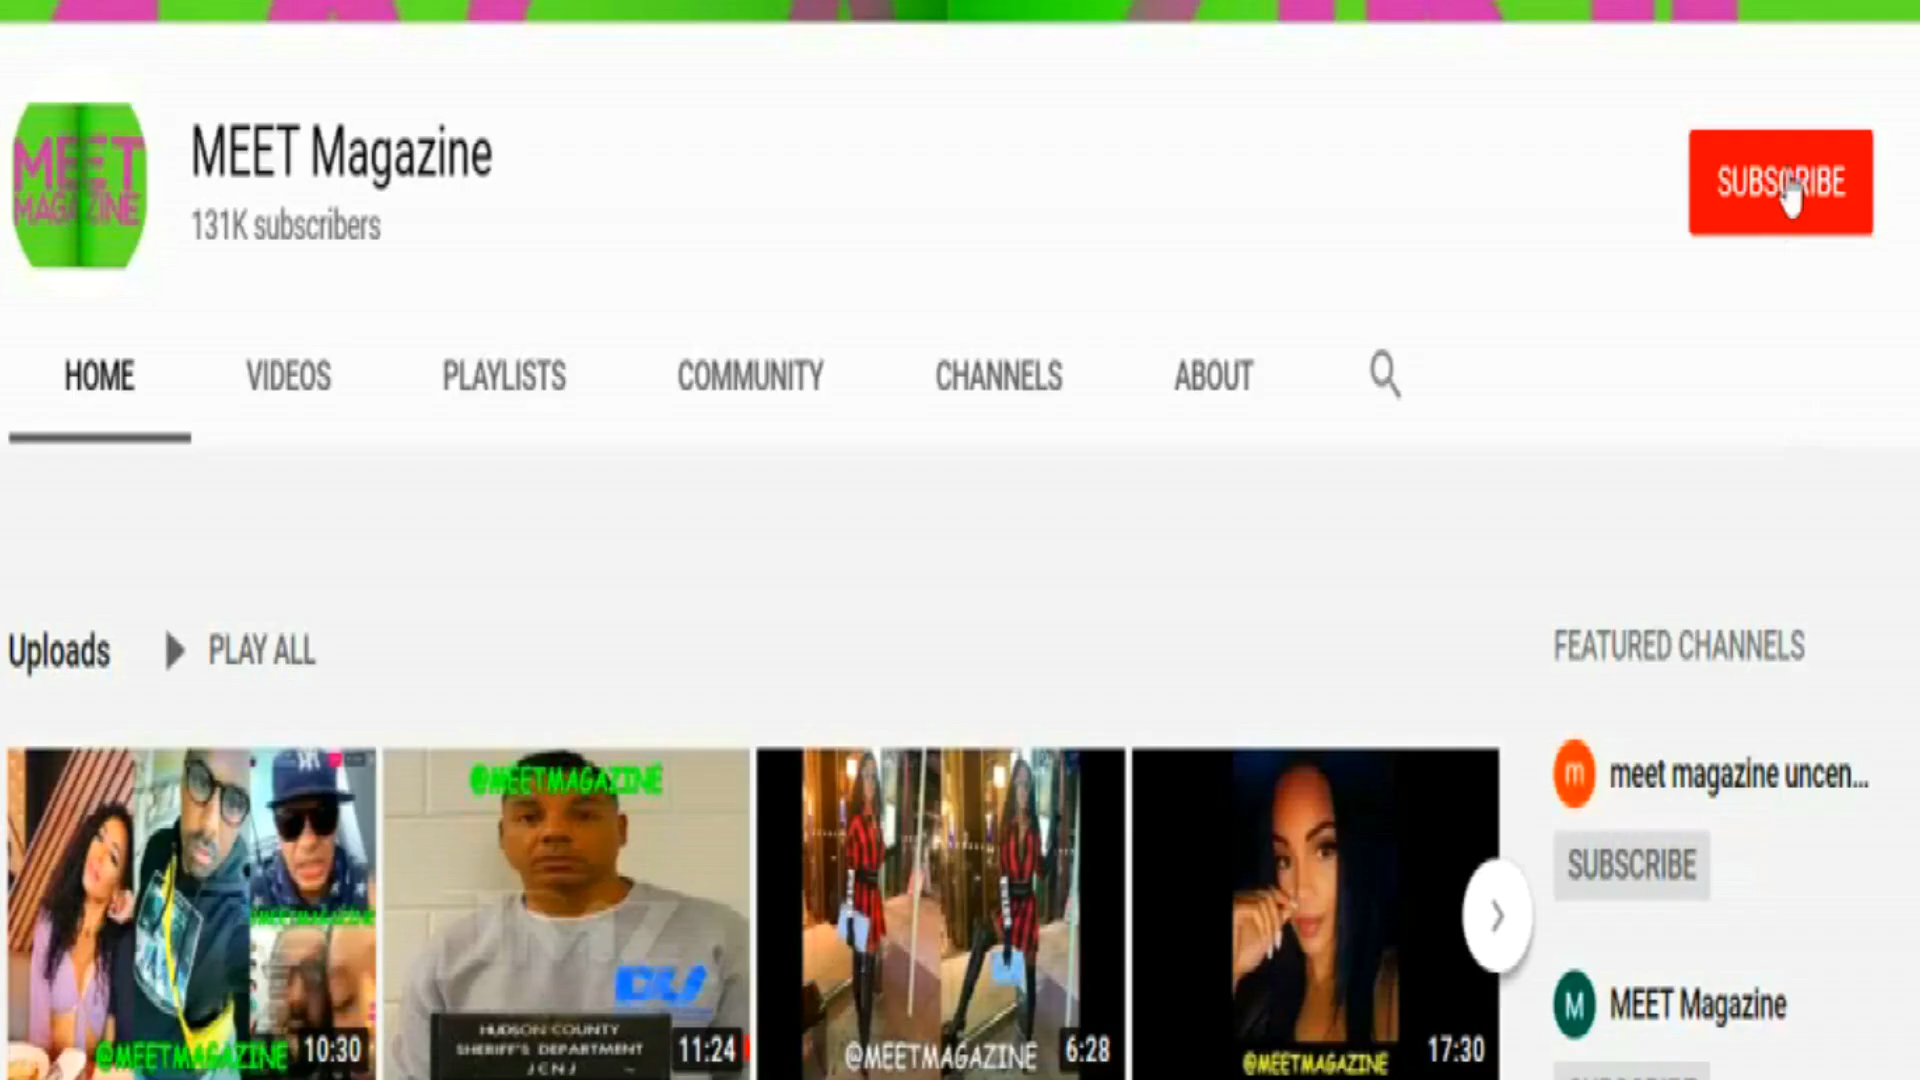 MEET
MAGAZINE
MEET Magazine
131K subscribers
SUBSCRIBE
HOME
VIDEOS
PLAYLISTS
COMMUNITY
CHANNELS
ABOUT
Uploads
PLAY ALL
FEATURED CHANNELS
@MEETMAGAZINE
10:30
@MEETMAGAZINE
HUDSON COUNTY
SHERIFF'S DEPARTMENT
JCNJ
11:24
@MEETMAGAZINE
6:28
@MEETMAGAZINE
17:30
m
meet magazine uncen...
SUBSCRIBE
M
MEET Magazine